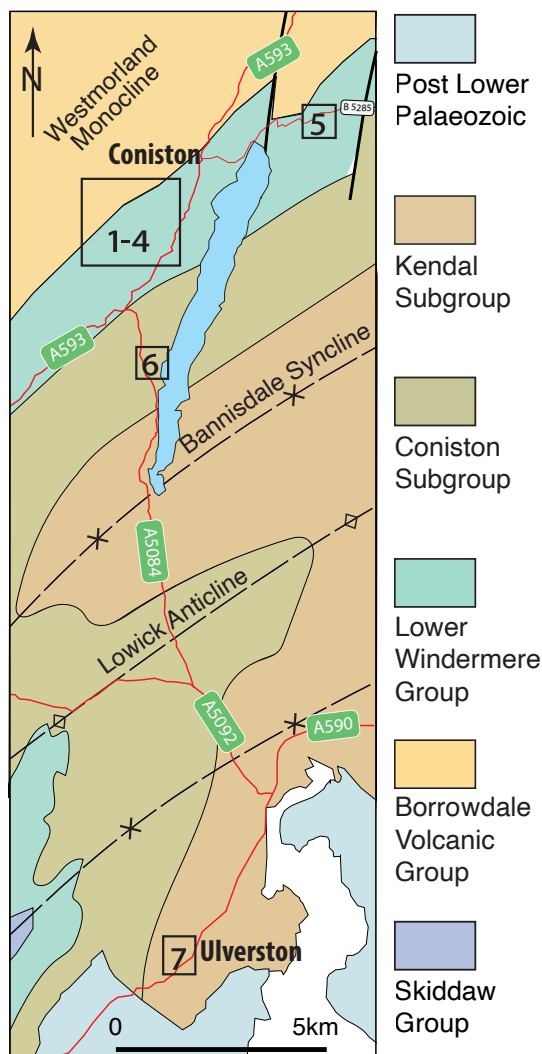 N
Westmorland
Monocline
A593
B 5285
5
Coniston
1-4
A593
6
Bannisdale Syncline
A5084
Lowick Anticline
A5092
A590
7
Ulverston
0 5km
Post Lower
Palaeozoic
Kendal
Subgroup
Coniston
Subgroup
Lower
Windermere
Group
Borrowdale
Volcanic
Group
Skiddaw
Group